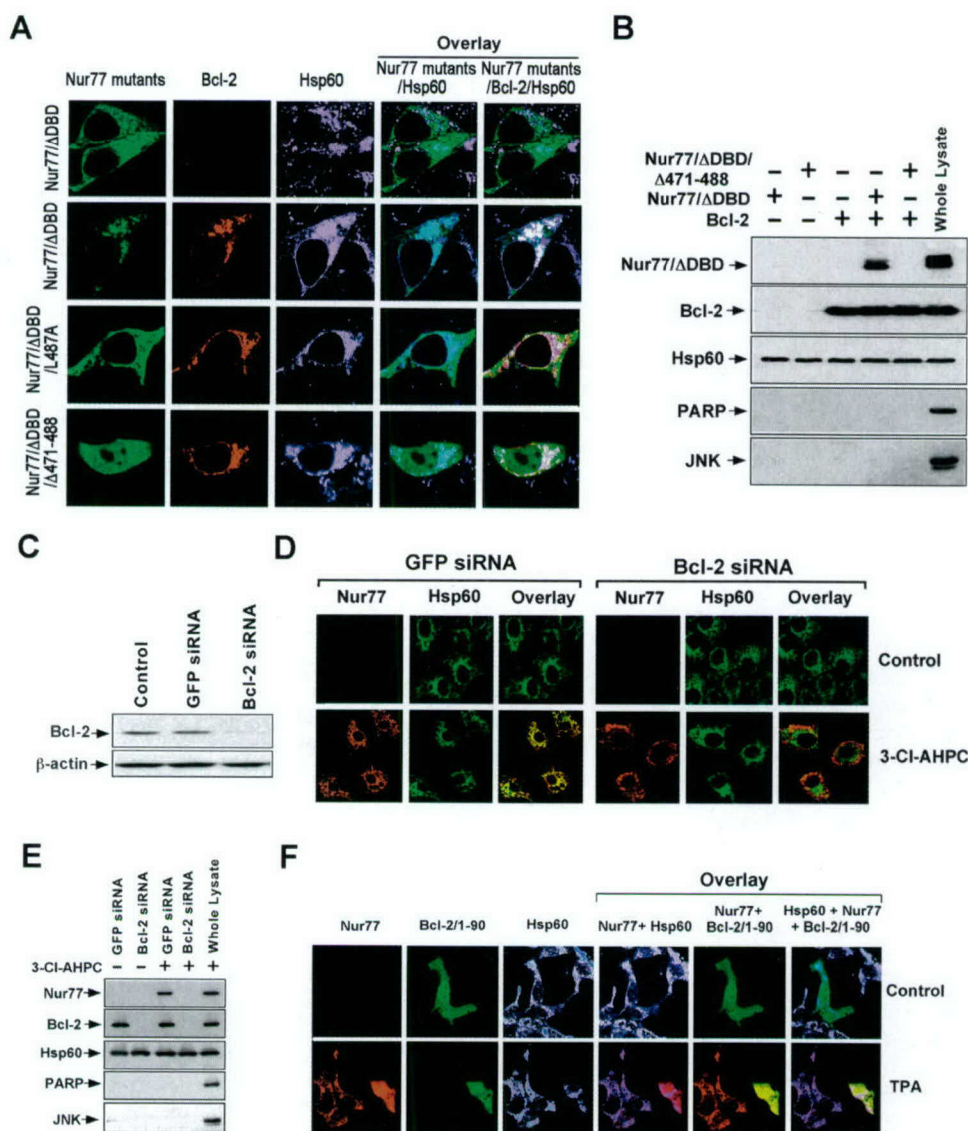 A
Overlay
Nur77 mutants
Bcl-2
Hsp60
Nur77 mutants
/Hsp60
Nur77 mutants
/Bcl-2/Hsp60
Nur77/ΔDBD
Nur77/ΔDBD
Nur77/ΔDBD
/L487A
Nur77/ΔDBD
/Δ471-488
B
Nur77/ΔDBD/
Δ471-488
- + - - +
Nur77/ΔDBD
+ - - + -
Bcl-2
- - + + +
Whole Lysate
Nur77/ΔDBD
Bcl-2
Hsp60
PARP
JNK
C
Control
GFP siRNA
Bcl-2 siRNA
Bcl-2
β-actin
D
GFP siRNA
Bcl-2 siRNA
Nur77 Hsp60 Overlay
Nur77 Hsp60 Overlay
Control
3-Cl-AHPC
E
GFP siRNA
Bcl-2 siRNA
GFP siRNA
Bcl-2 siRNA
Whole Lysate
3-Cl-AHPC - - + + +
Nur77
Bcl-2
Hsp60
PARP
JNK
F
Overlay
Nur77
Bcl-2/1-90
Hsp60
Nur77+ Hsp60
Nur77+
Bcl-2/1-90
Hsp60 + Nur77
+ Bcl-2/1-90
Control
TPA